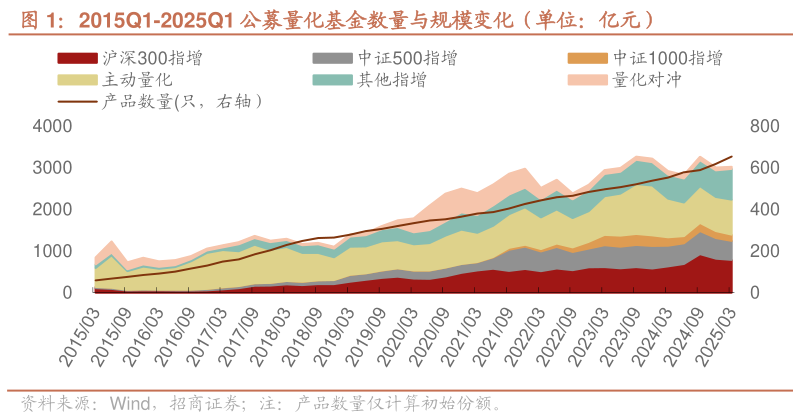 图 1：2015Q1-2025Q1 公募量化基金数量与规模变化（单位：亿元）
沪深300指增 中证500指增 中证1000指增
主动量化 其他指增 量化对冲
产品数量(只，右轴）
4000 800
3000 600
2000 400
1000 200
0 0
2015/03 2015/09 2016/03 2016/09 2017/03 2017/09 2018/03 2018/09 2019/03 2019/09 2020/03 2020/09 2021/03 2021/09 2022/03 2022/09 2023/03 2023/09 2024/03 2024/09 2025/03
资料来源：Wind，招商证券；注：产品数量仅计算初始份额。